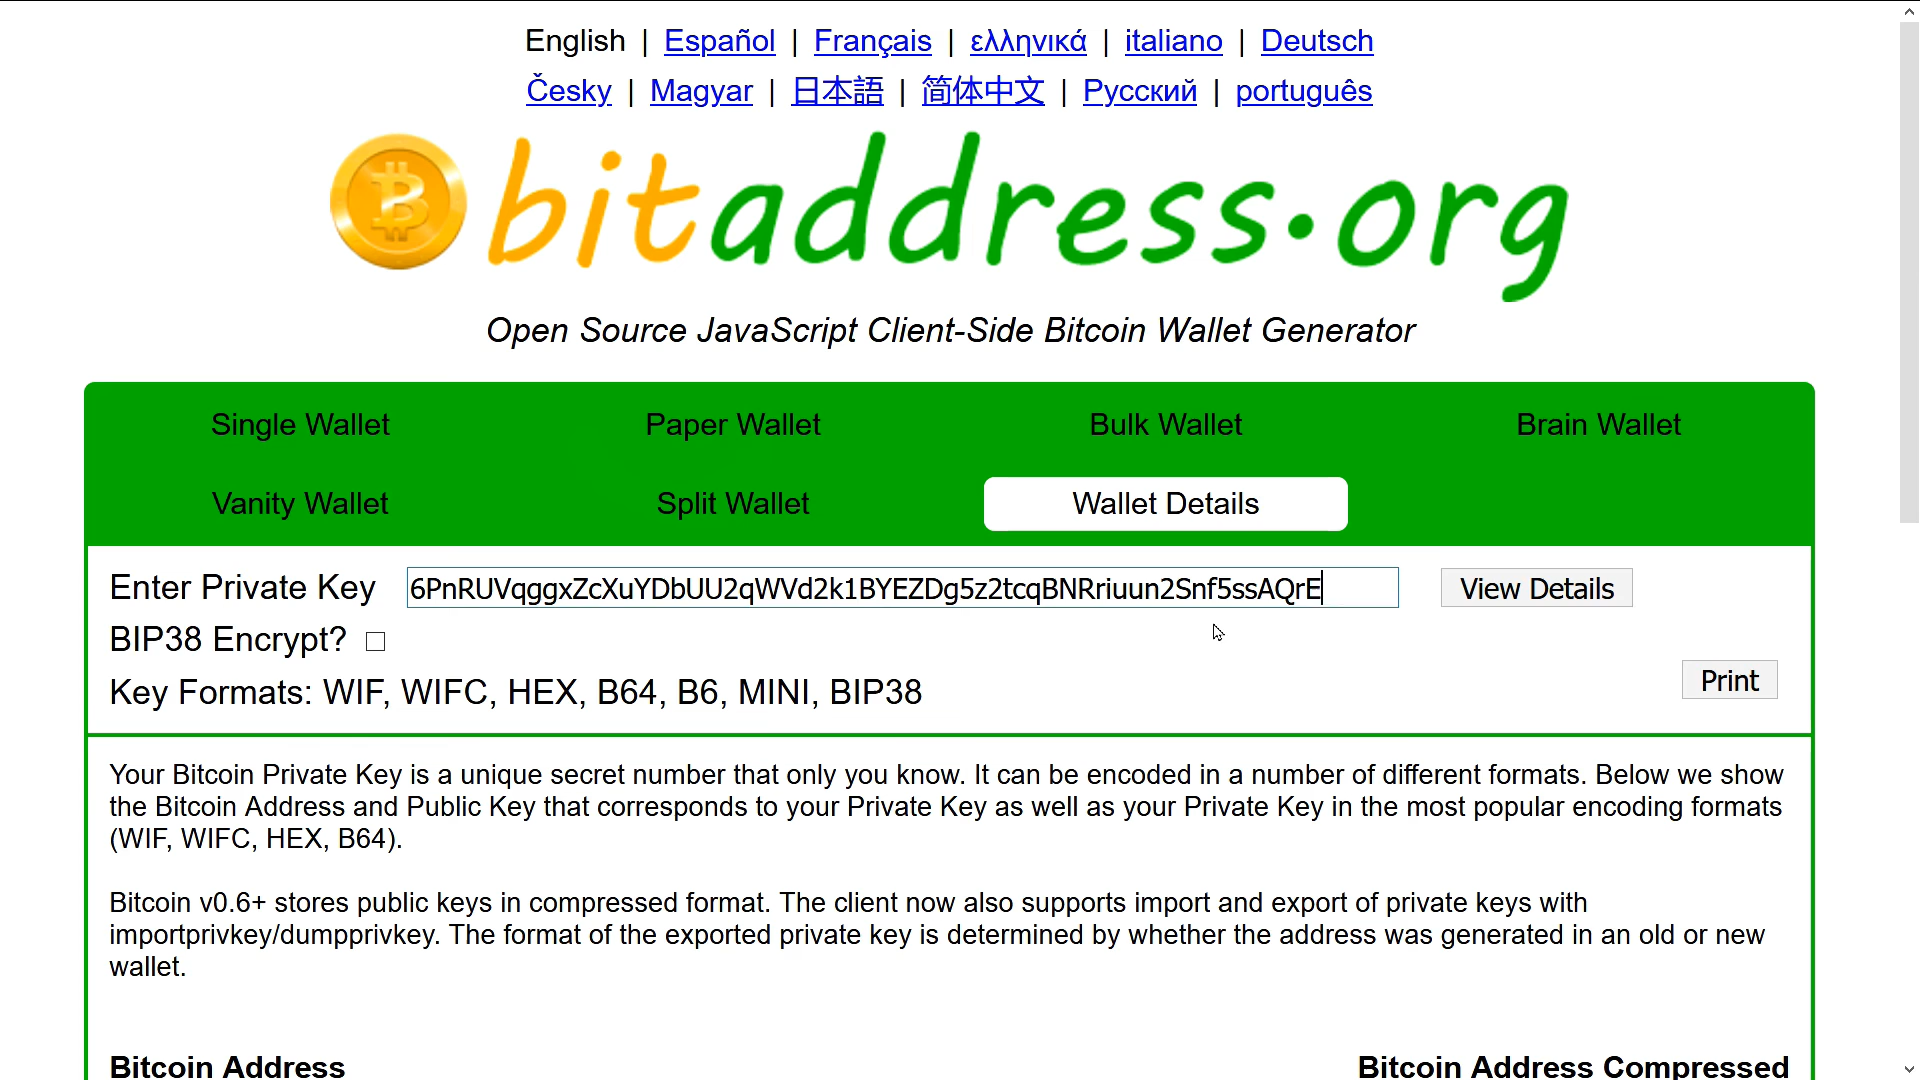 English | Español | Français | ελληνικά | italiano | Deutsch
Česky | Magyar | 日本語 | 简体中文 | Русский | português
bitaddress.org
Open Source JavaScript Client-Side Bitcoin Wallet Generator
Single Wallet Paper Wallet Bulk Wallet Brain Wallet
Vanity Wallet Split Wallet Wallet Details
Enter Private Key 6PnRUVqggxZcXuYDbUU2qWVd2k1BYEZDg5z2tcqBNRriuun2Snf5ssAQrE View Details
BIP38 Encrypt?
Key Formats: WIF, WIFC, HEX, B64, B6, MINI, BIP38
Print
Your Bitcoin Private Key is a unique secret number that only you know. It can be encoded in a number of different formats. Below we show
the Bitcoin Address and Public Key that corresponds to your Private Key as well as your Private Key in the most popular encoding formats
(WIF, WIFC, HEX, B64).
Bitcoin v0.6+ stores public keys in compressed format. The client now also supports import and export of private keys with
importprivkey/dumpprivkey. The format of the exported private key is determined by whether the address was generated in an old or new
wallet.
Bitcoin Address Bitcoin Address Compressed